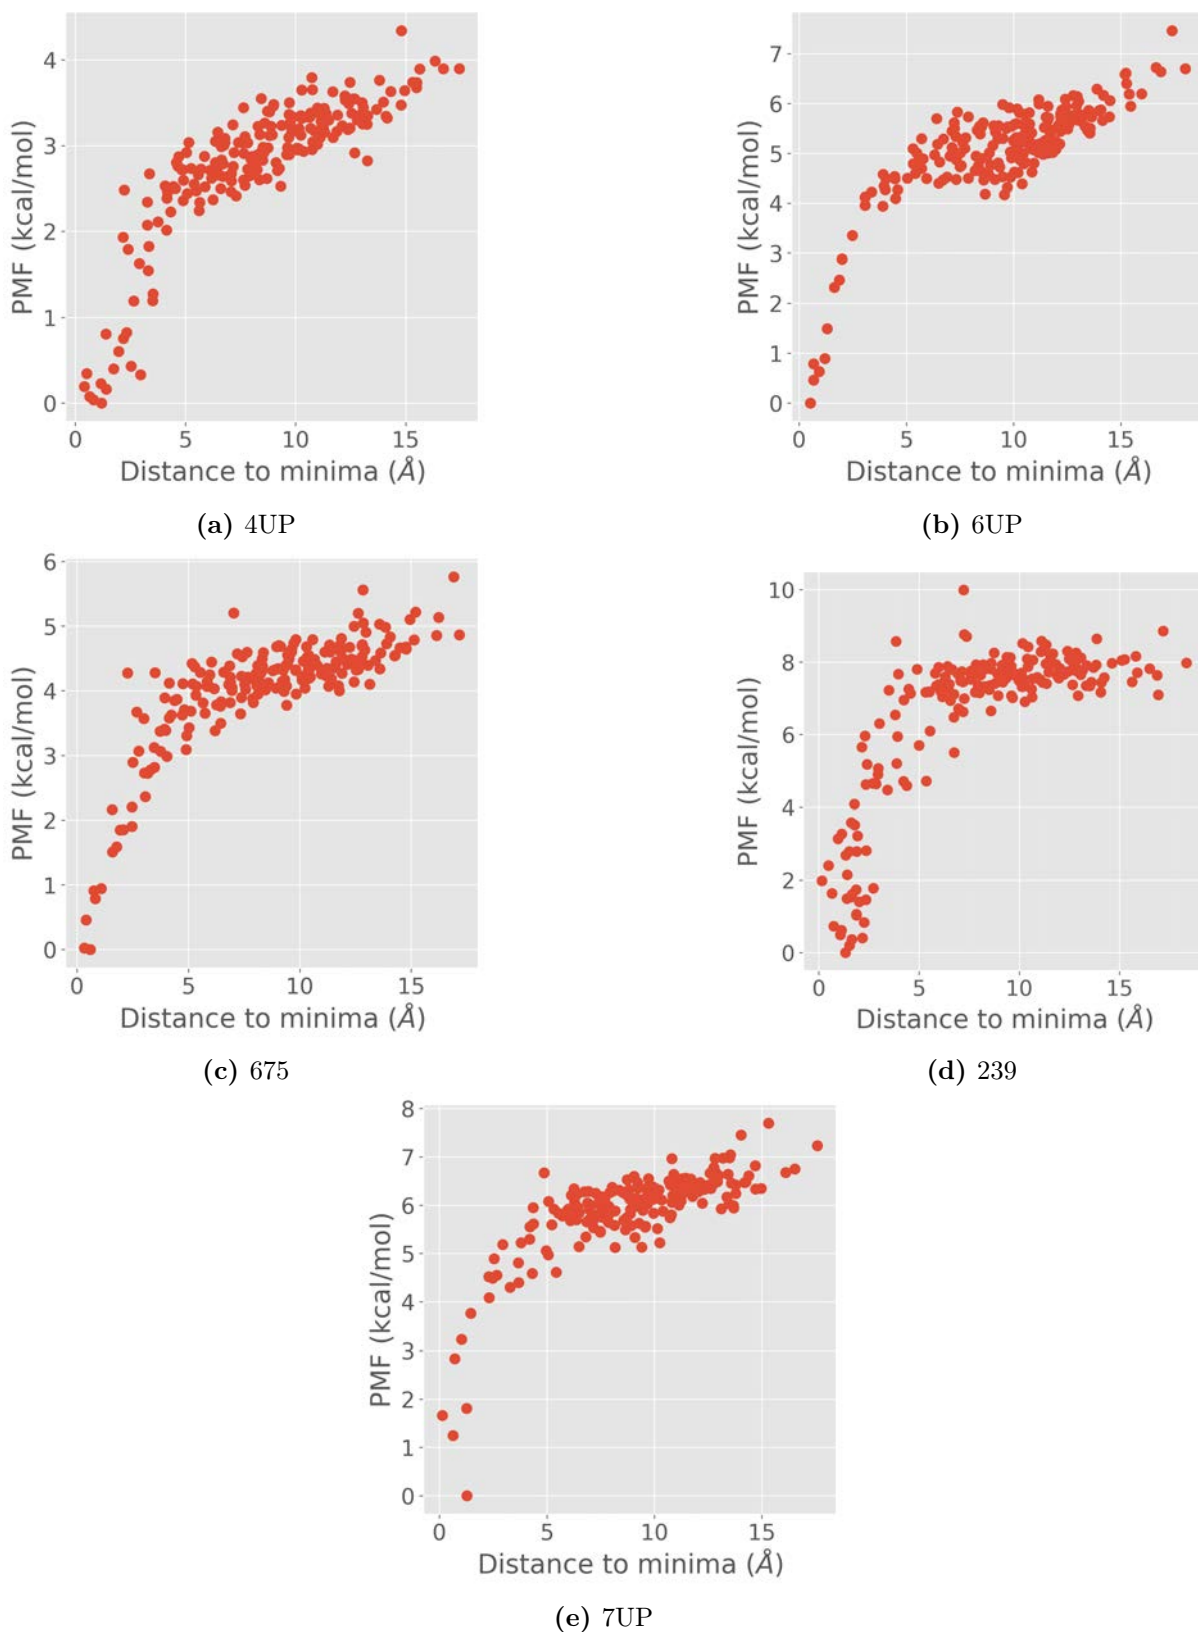 4
3
2
1
0
PMF (kcal/mol)
0 5 10 15
Distance to minima (Å)
(a) 4UP
7
6
5
4
3
2
1
0
PMF (kcal/mol)
0 5 10 15
Distance to minima (Å)
(b) 6UP
6
5
4
3
2
1
0
PMF (kcal/mol)
0 5 10 15
Distance to minima (Å)
(c) 675
10
8
6
4
2
0
PMF (kcal/mol)
0 5 10 15
Distance to minima (Å)
(d) 239
8
7
6
5
4
3
2
1
0
PMF (kcal/mol)
0 5 10 15
Distance to minima (Å)
(e) 7UP